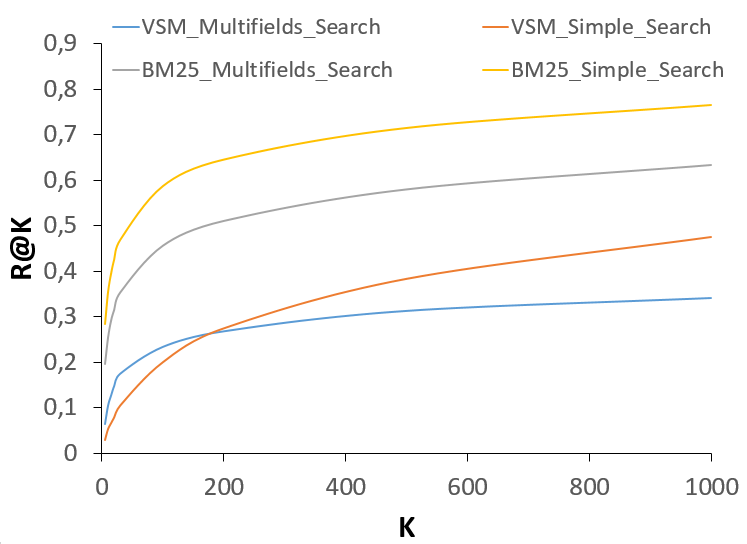 VSM_Multifields_Search VSM_Simple_Search
BM25_Multifields_Search BM25_Simple_Search
0,9
0,8
0,7
0,6
0,5
0,4
0,3
0,2
0,1
0
R@K
0 200 400 600 800 1000
K